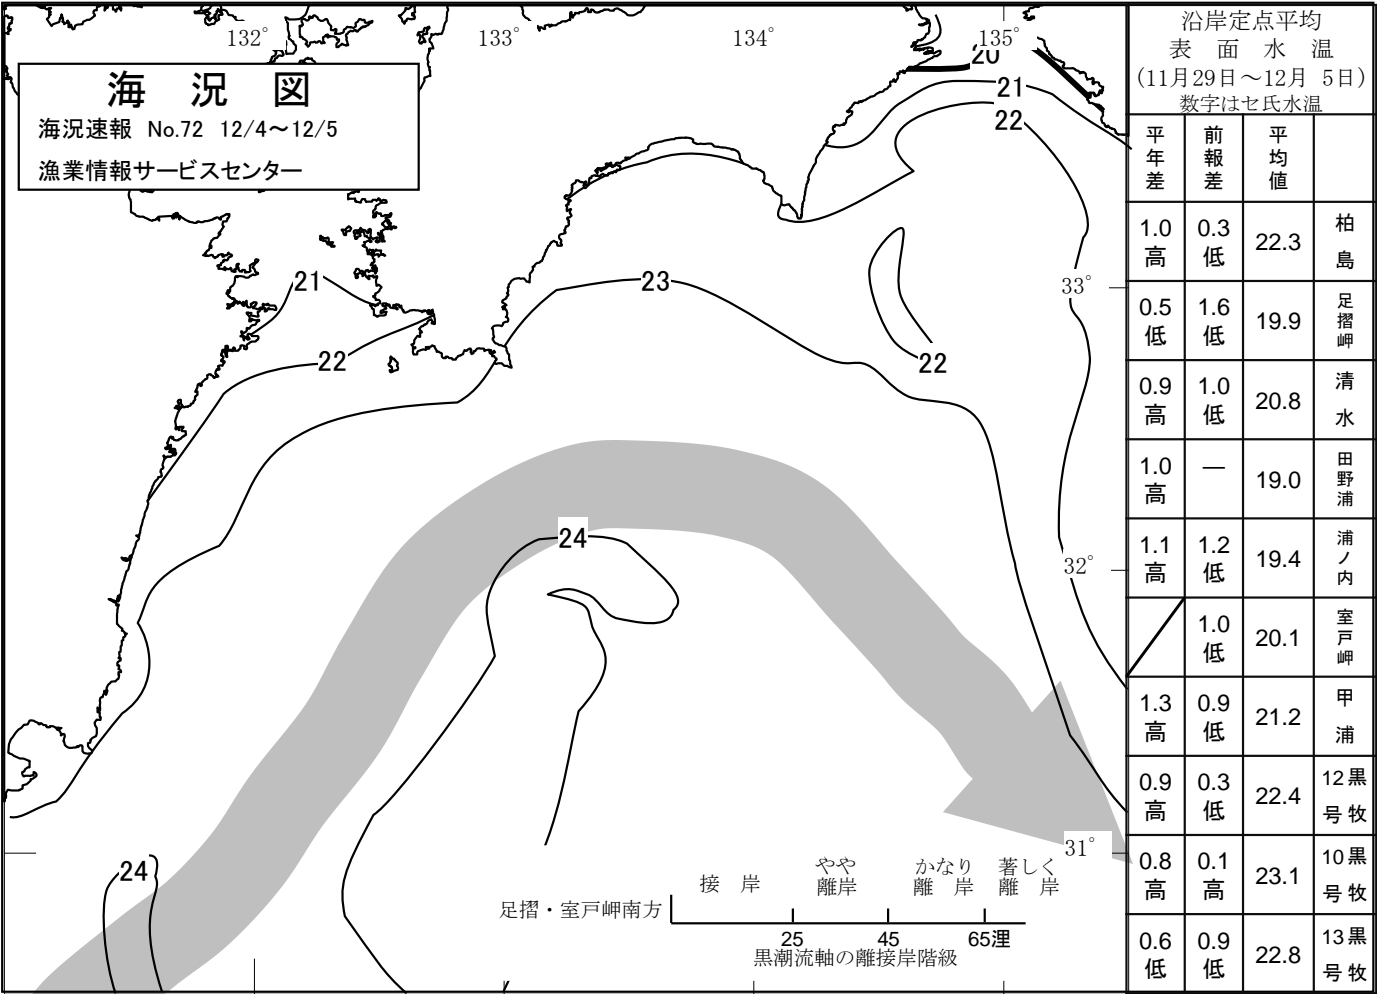 132°
133°
134°
135°
海況図
海況速報 No.72 12/4～12/5
漁業情報サービスセンター
20
21
22
21
22
23
22
24
24
33°
32°
31°
接岸
やや離岸
かなり離岸
著しく離岸
足摺・室戸岬南方
25 45 65浬
黒潮流軸の離接岸階級
沿岸定点平均
表面水温
(11月29日～12月 5日)
数字はセ氏水温
平年差 前報差 平均値
1.0高 0.3低 22.3 柏島
0.5低 1.6低 19.9 足摺岬
0.9高 1.0低 20.8 清水
1.0高 — 19.0 田野浦
1.1高 1.2低 19.4 浦ノ内
1.0低 20.1 室戸岬
1.3高 0.9低 21.2 甲浦
0.9高 0.3低 22.4 黒牧12号
0.8高 0.1高 23.1 黒牧10号
0.6低 0.9低 22.8 黒牧13号